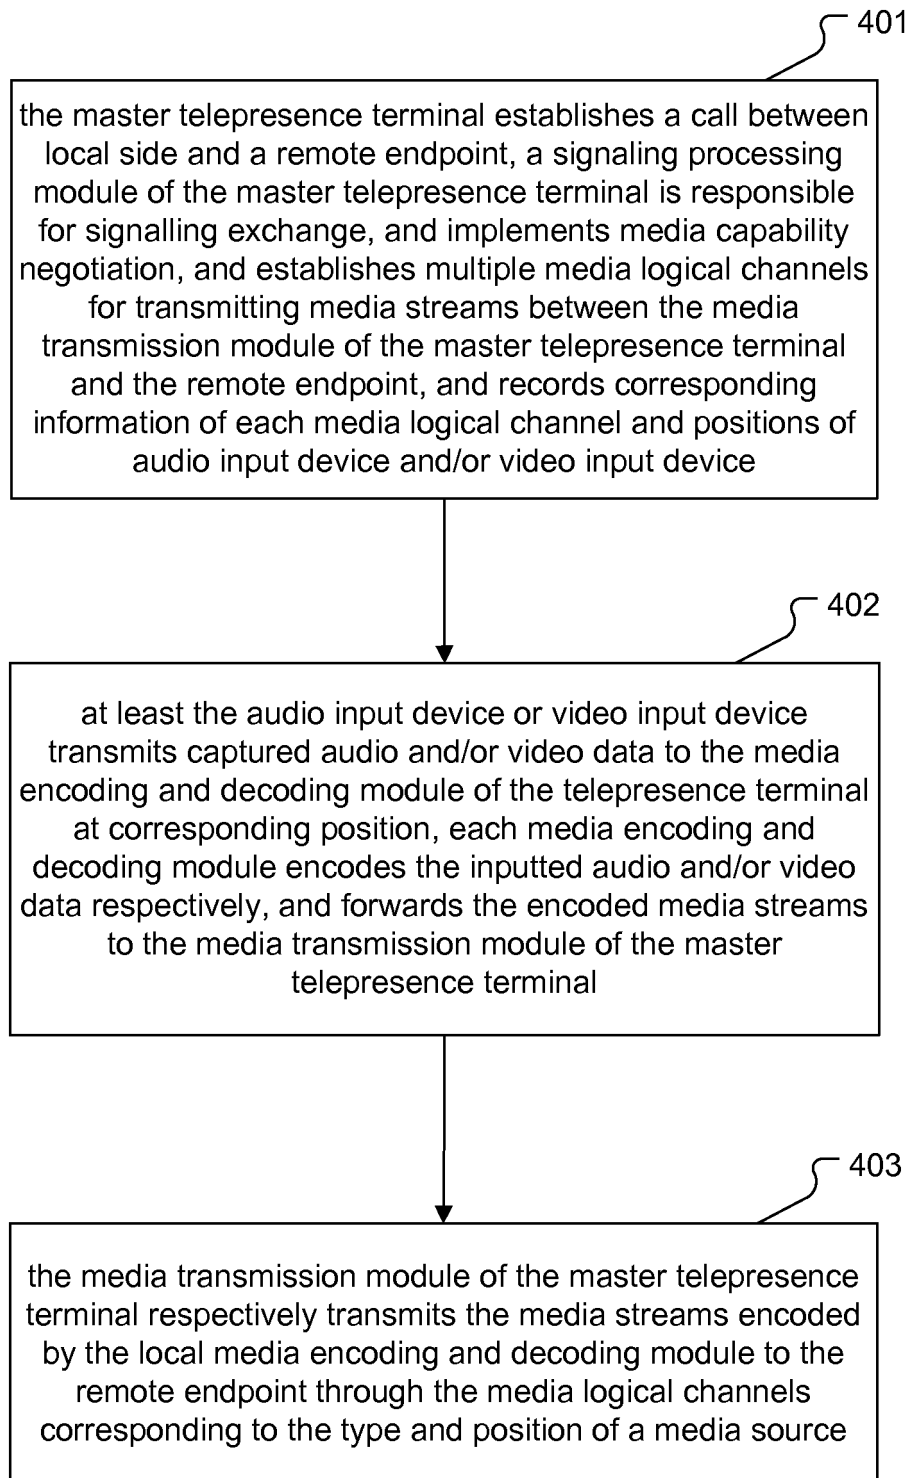 401
the master telepresence terminal establishes a call between
local side and a remote endpoint, a signaling processing
module of the master telepresence terminal is responsible
for signalling exchange, and implements media capability
negotiation, and establishes multiple media logical channels
for transmitting media streams between the media
transmission module of the master telepresence terminal
and the remote endpoint, and records corresponding
information of each media logical channel and positions of
audio input device and/or video input device
402
at least the audio input device or video input device
transmits captured audio and/or video data to the media
encoding and decoding module of the telepresence terminal
at corresponding position, each media encoding and
decoding module encodes the inputted audio and/or video
data respectively, and forwards the encoded media streams
to the media transmission module of the master
telepresence terminal
403
the media transmission module of the master telepresence
terminal respectively transmits the media streams encoded
by the local media encoding and decoding module to the
remote endpoint through the media logical channels
corresponding to the type and position of a media source